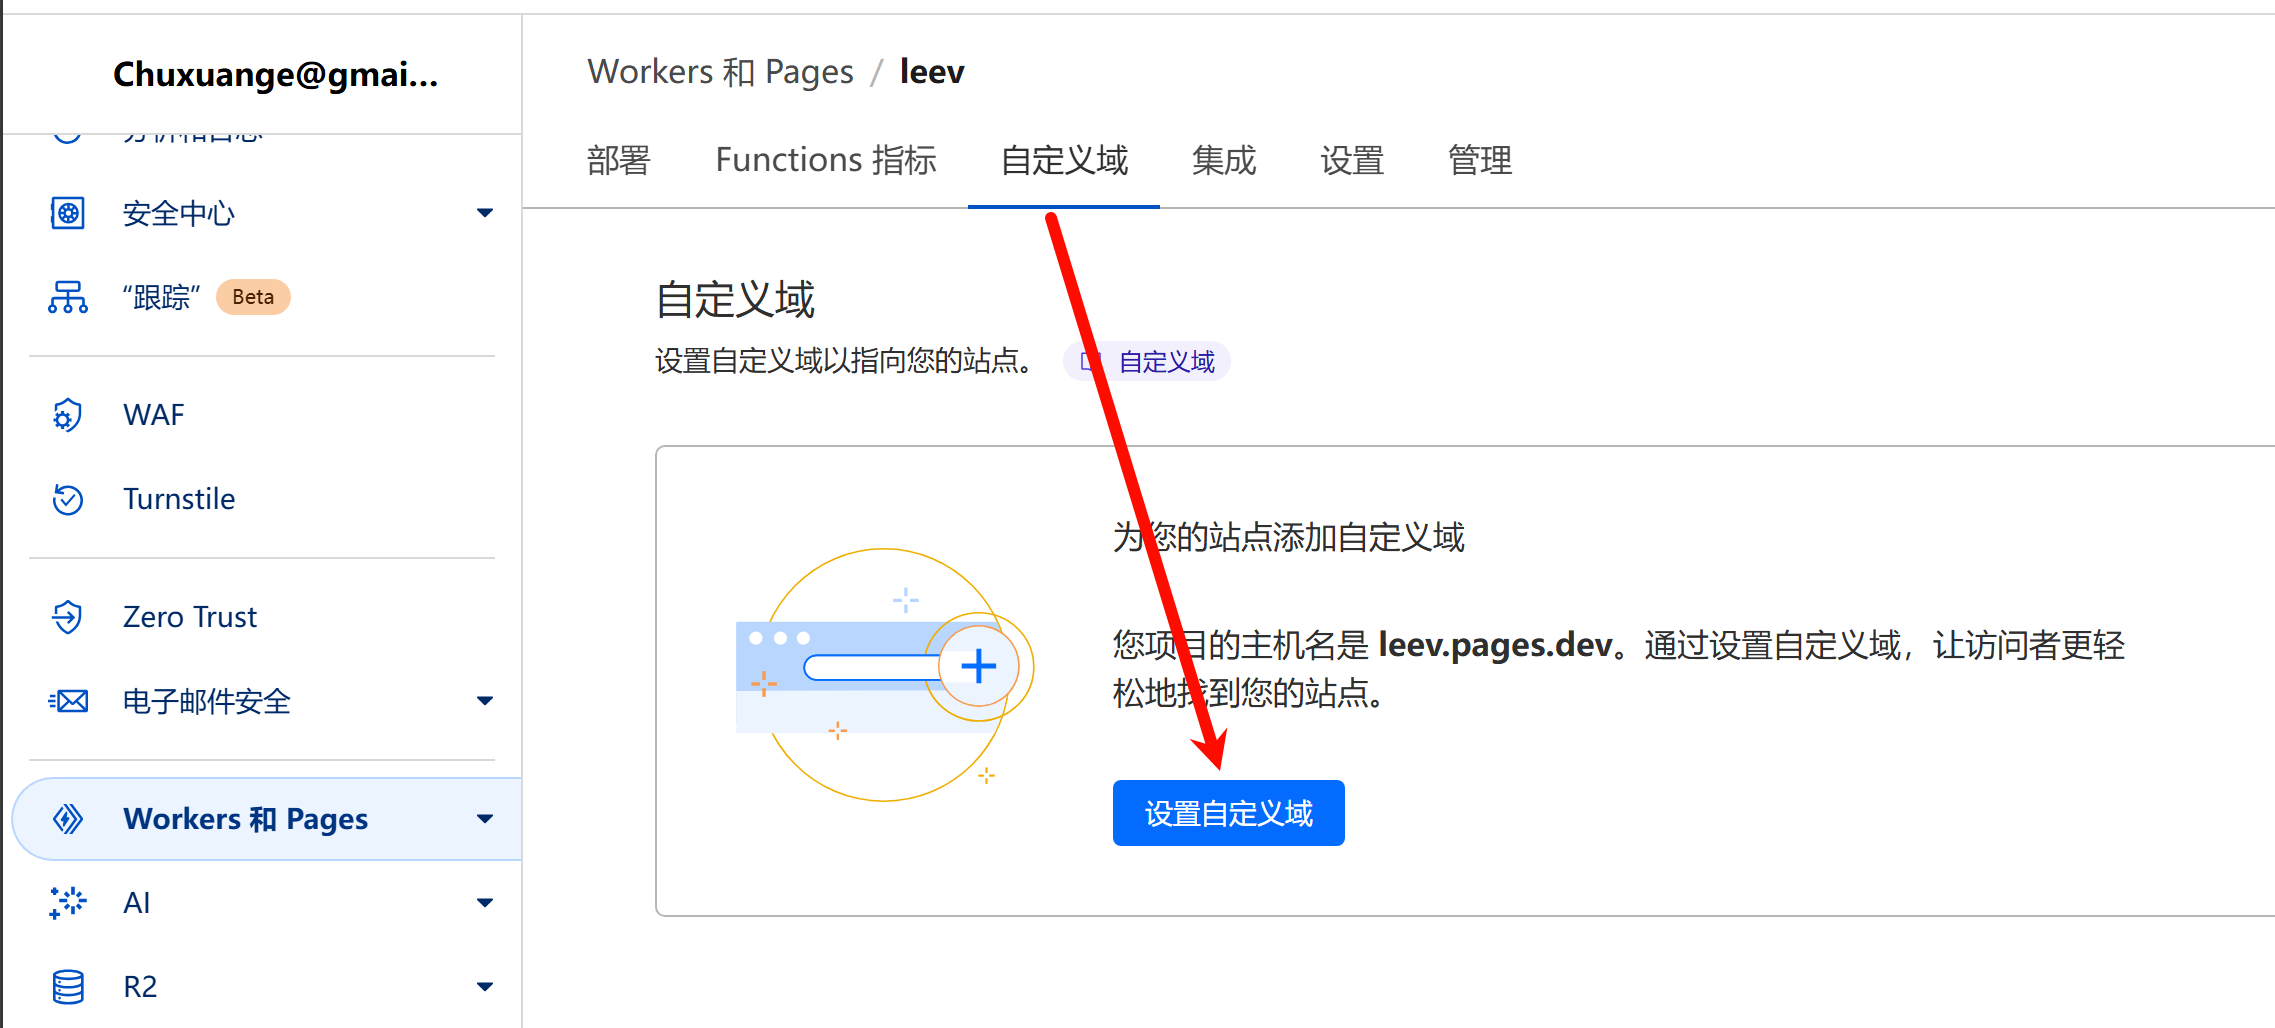 Chuxuange@gmai...
安全中心
“跟踪” Beta
WAF
Turnstile
Zero Trust
电子邮件安全
Workers 和 Pages
AI
R2
Workers 和 Pages / leev
部署 Functions 指标 自定义域 集成 设置 管理
自定义域
设置自定义域以指向您的站点。 自定义域
为您的站点添加自定义域
您项目的主机名是 leev.pages.dev。通过设置自定义域，让访问者更轻
松地找到您的站点。
设置自定义域